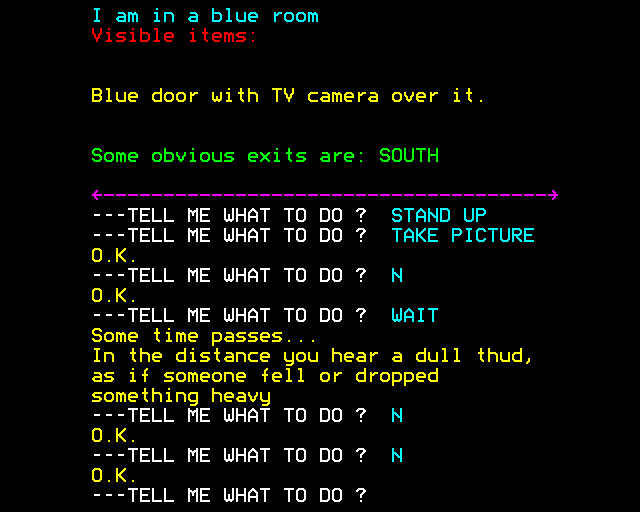 I am in a blue room
Visible items:
Blue door with TV camera over it.
Some obvious exits are: SOUTH
---TELL ME WHAT TO DO ?  STAND UP
---TELL ME WHAT TO DO ?  TAKE PICTURE
O.K.
---TELL ME WHAT TO DO ?  N
O.K.
---TELL ME WHAT TO DO ?  WAIT
Some time passes...
In the distance you hear a dull thud,
as if someone fell or dropped
something heavy
---TELL ME WHAT TO DO ?  N
O.K.
---TELL ME WHAT TO DO ?  N
O.K.
---TELL ME WHAT TO DO ?